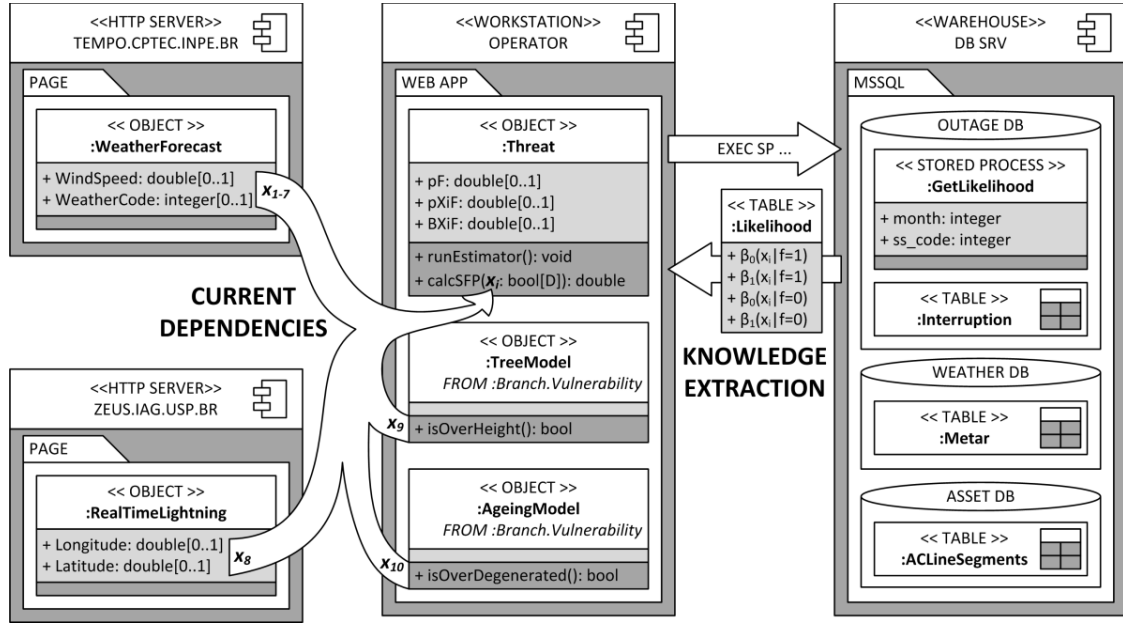 <<HTTP SERVER>>
TEMPO.CPTEC.INPE.BR
PAGE
<< OBJECT >>
:WeatherForecast
+ WindSpeed: double[0..1]
+ WeatherCode: integer[0..1]
x1-7
CURRENT
DEPENDENCIES
<<HTTP SERVER>>
ZEUS.IAG.USP.BR
PAGE
<< OBJECT >>
:RealTimeLightning
+ Longitude: double[0..1]
+ Latitude: double[0..1]
x8
<<WORKSTATION>>
OPERATOR
WEB APP
<< OBJECT >>
:Threat
+ pF: double[0..1]
+ pXiF: double[0..1]
+ BXiF: double[0..1]
+ runEstimator(): void
+ calcSFP(xi: bool[D]): double
<< OBJECT >>
:TreeModel
FROM :Branch.Vulnerability
x9
+ isOverHeight(): bool
<< OBJECT >>
:AgeingModel
FROM :Branch.Vulnerability
x10
+ isOverDegenerated(): bool
EXEC SP ...
<< TABLE >>
:Likelihood
+ β0(xi|f=1)
+ β1(xi|f=1)
+ β0(xi|f=0)
+ β1(xi|f=0)
KNOWLEDGE
EXTRACTION
<<WAREHOUSE>>
DB SRV
MSSQL
OUTAGE DB
<< STORED PROCESS >>
:GetLikelihood
+ month: integer
+ ss_code: integer
<< TABLE >>
:Interruption
WEATHER DB
<< TABLE >>
:Metar
ASSET DB
<< TABLE >>
:ACLineSegments